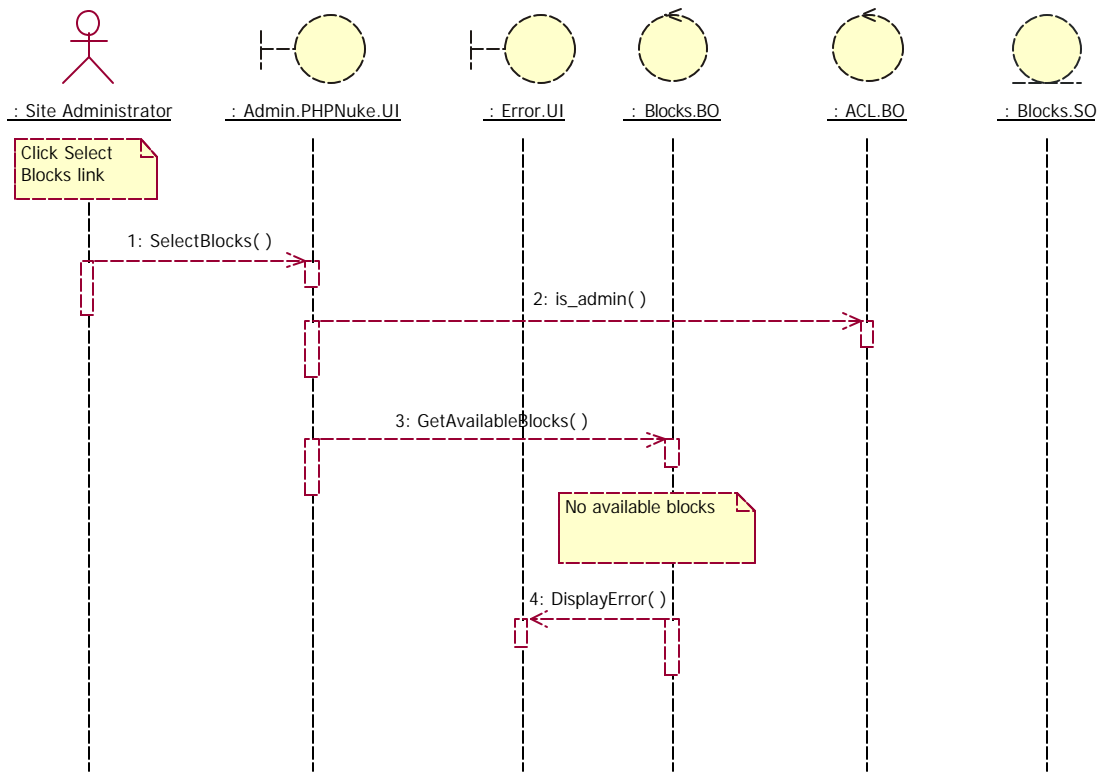 : Site Administrator
: Admin.PHPNuke.UI
: Error.UI
: Blocks.BO
: ACL.BO
: Blocks.SO
Click Select
Blocks link
1: SelectBlocks( )
2: is_admin( )
3: GetAvailableBlocks( )
No available blocks
4: DisplayError( )